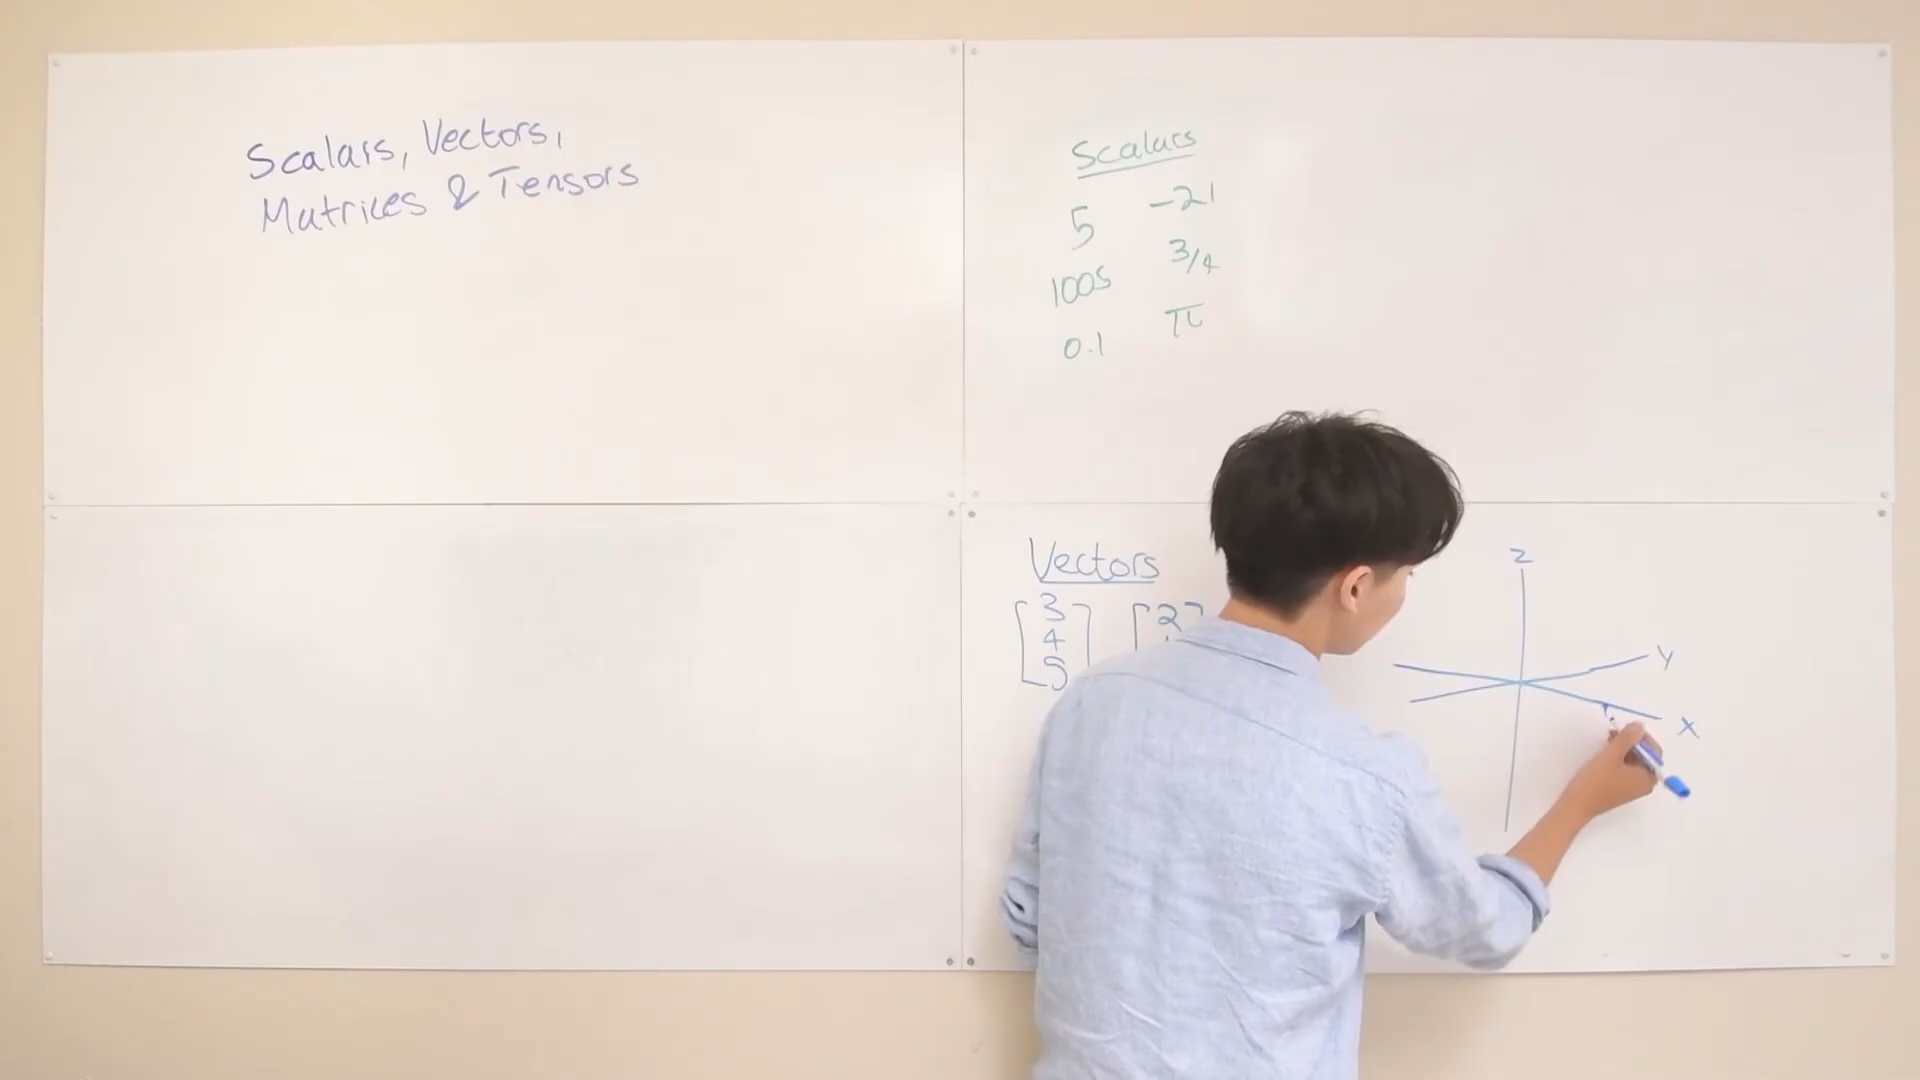 Scalars, Vectors,
Matrices & Tensors
Scalars
5 -21
1005 3/4
0.1 π
Vectors
3 2
4
5
z
y
x